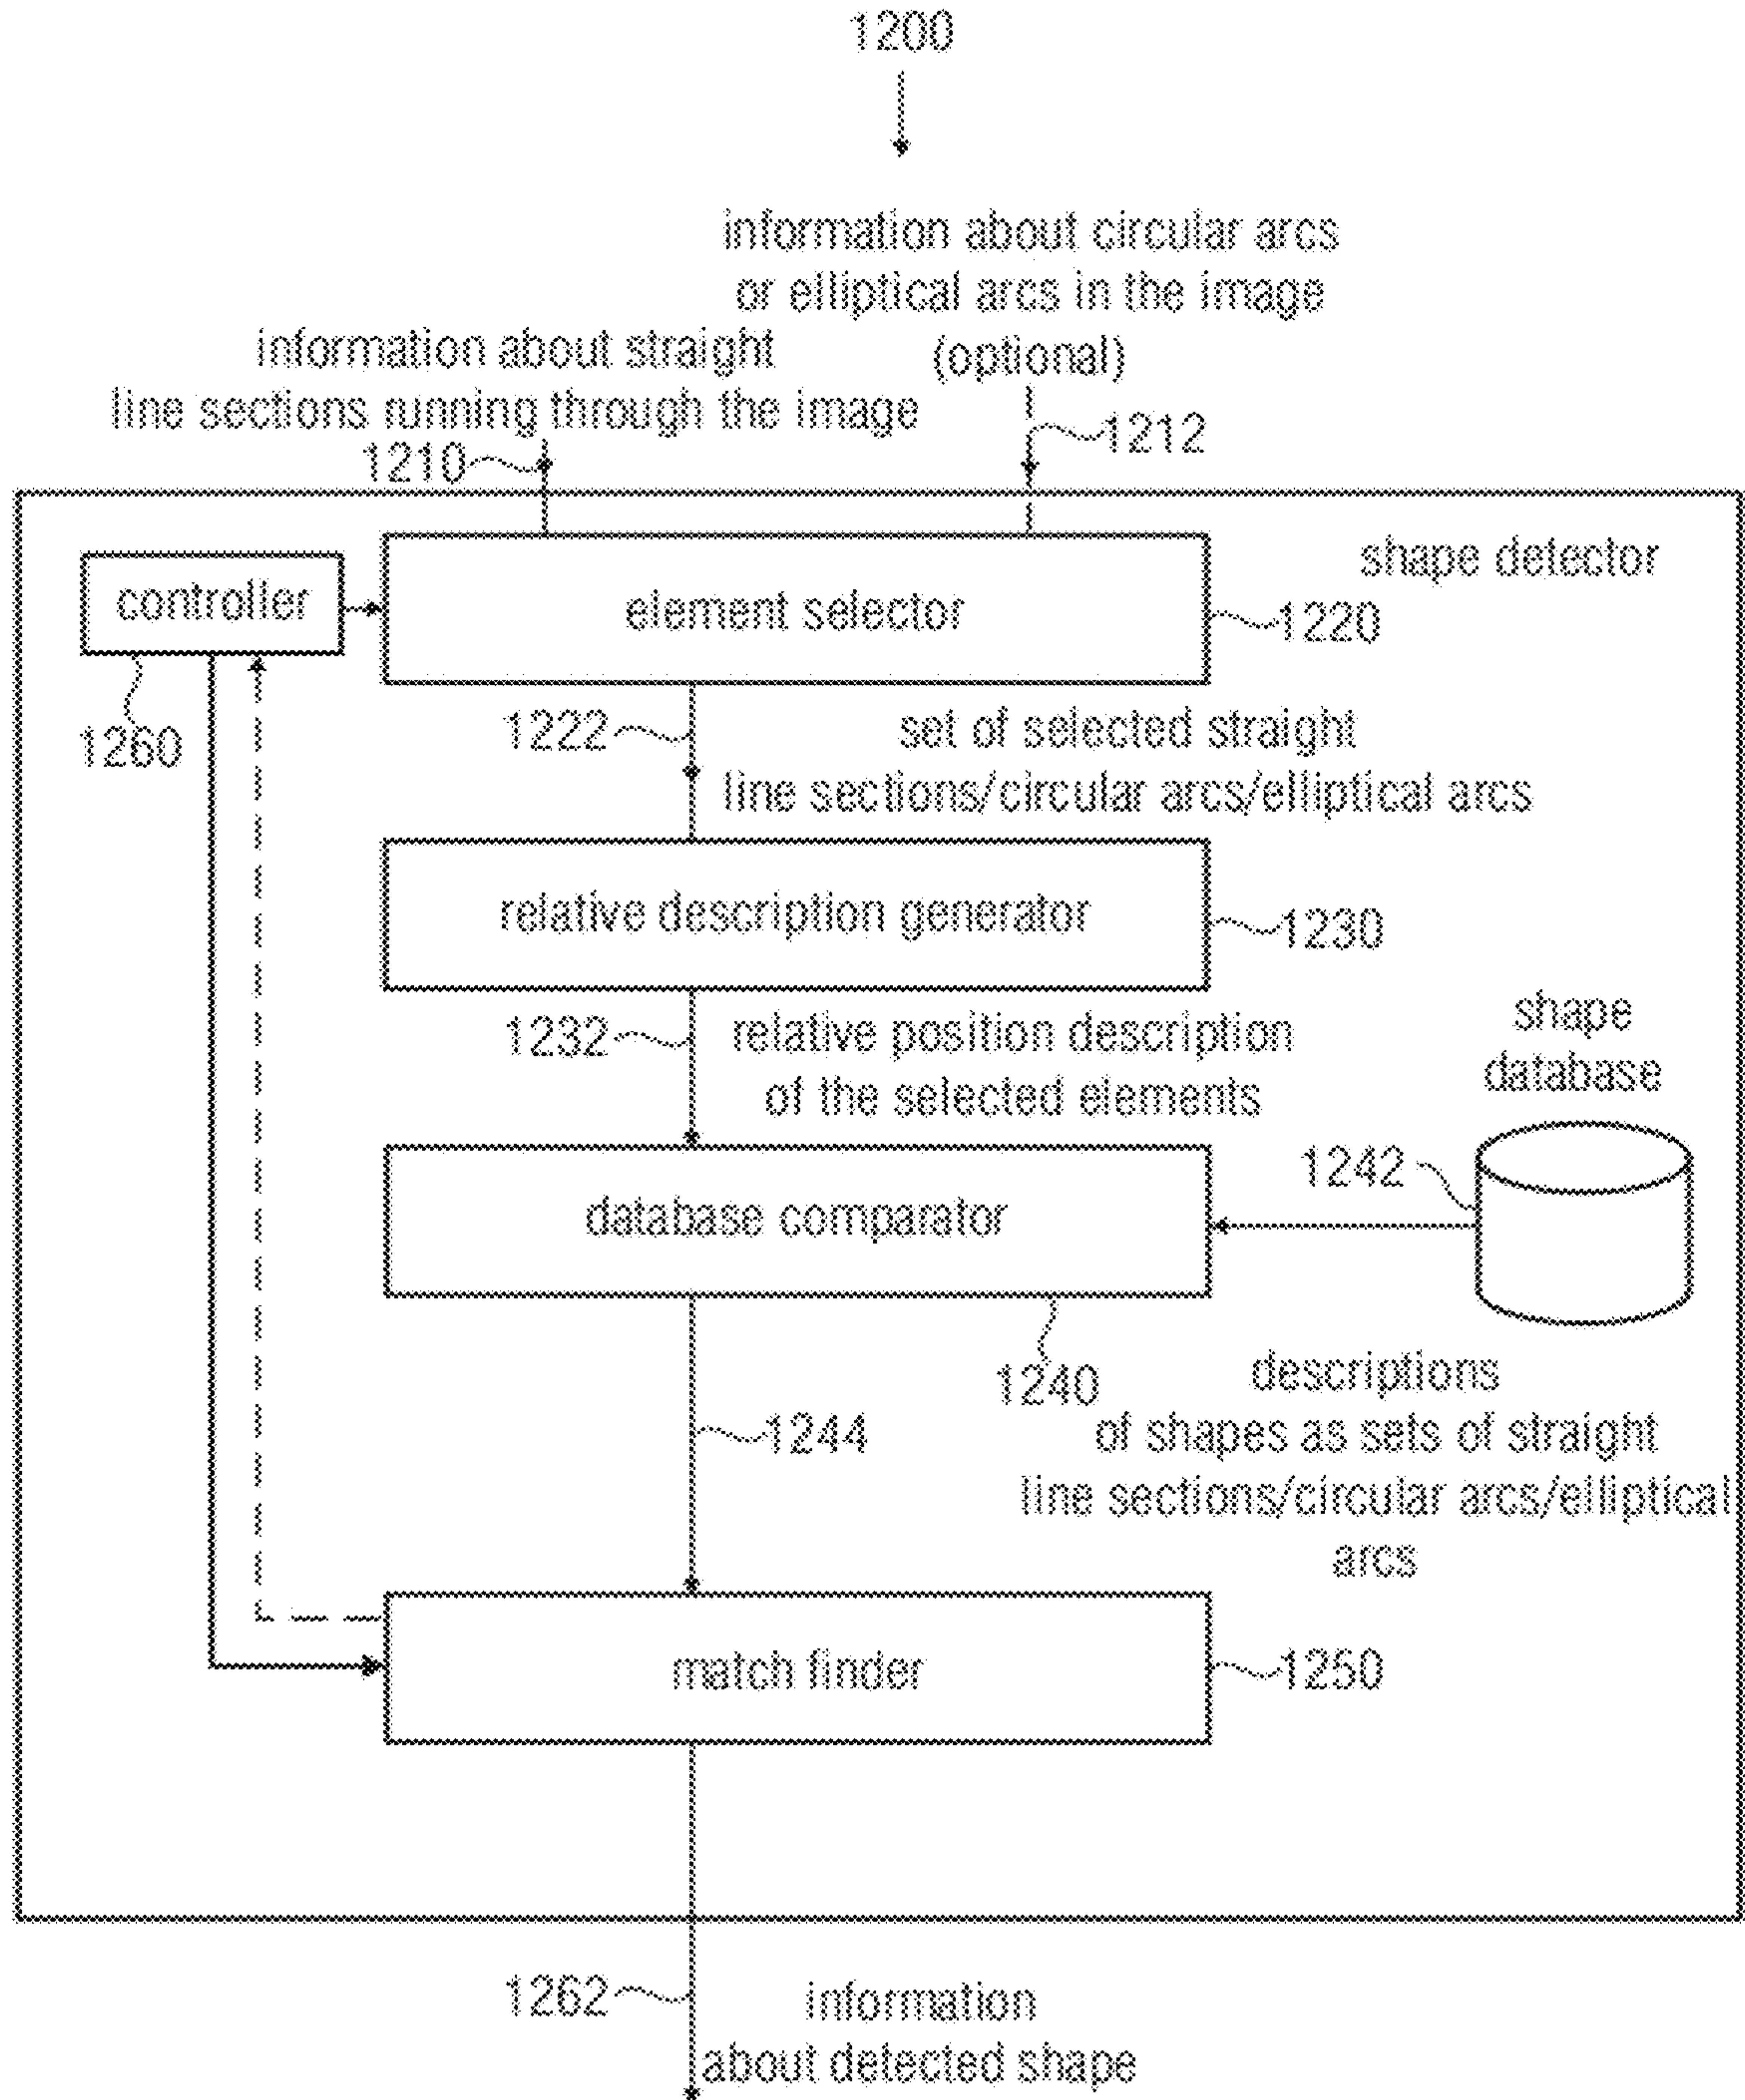 1200
information about circular arcs
or elliptical arcs in the image
(optional)
information about straight
line sections running through the image
1210
1212
shape detector
controller
element selector
1220
1260
1222
set of selected straight
line sections/circular arcs/elliptical arcs
relative description generator
1230
1232
relative position description
of the selected elements
shape
database
1242
database comparator
1240
descriptions
of shapes as sets of straight
line sections/circular arcs/elliptical
arcs
1244
match finder
1250
1262
information
about detected shape